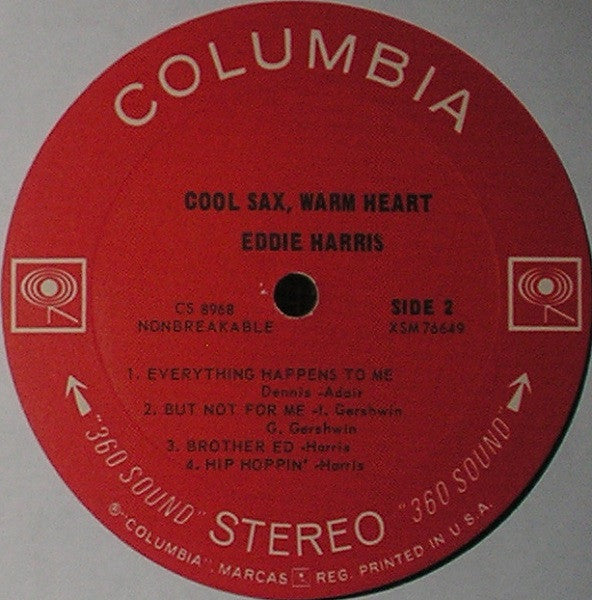 COLUMBIA
COOL SAX, WARM HEART
EDDIE HARRIS
CS 8968
NONBREAKABLE
SIDE 2
XSM 76649
1. EVERYTHING HAPPENS TO ME
Dennis -Adair
2. BUT NOT FOR ME -I. Gershwin
G. Gershwin
3. BROTHER ED -Harris
4. HIP HOPPIN' -Harris
"360 SOUND" STEREO "360 SOUND"
® "COLUMBIA", MARCAS REG. PRINTED IN U.S.A.